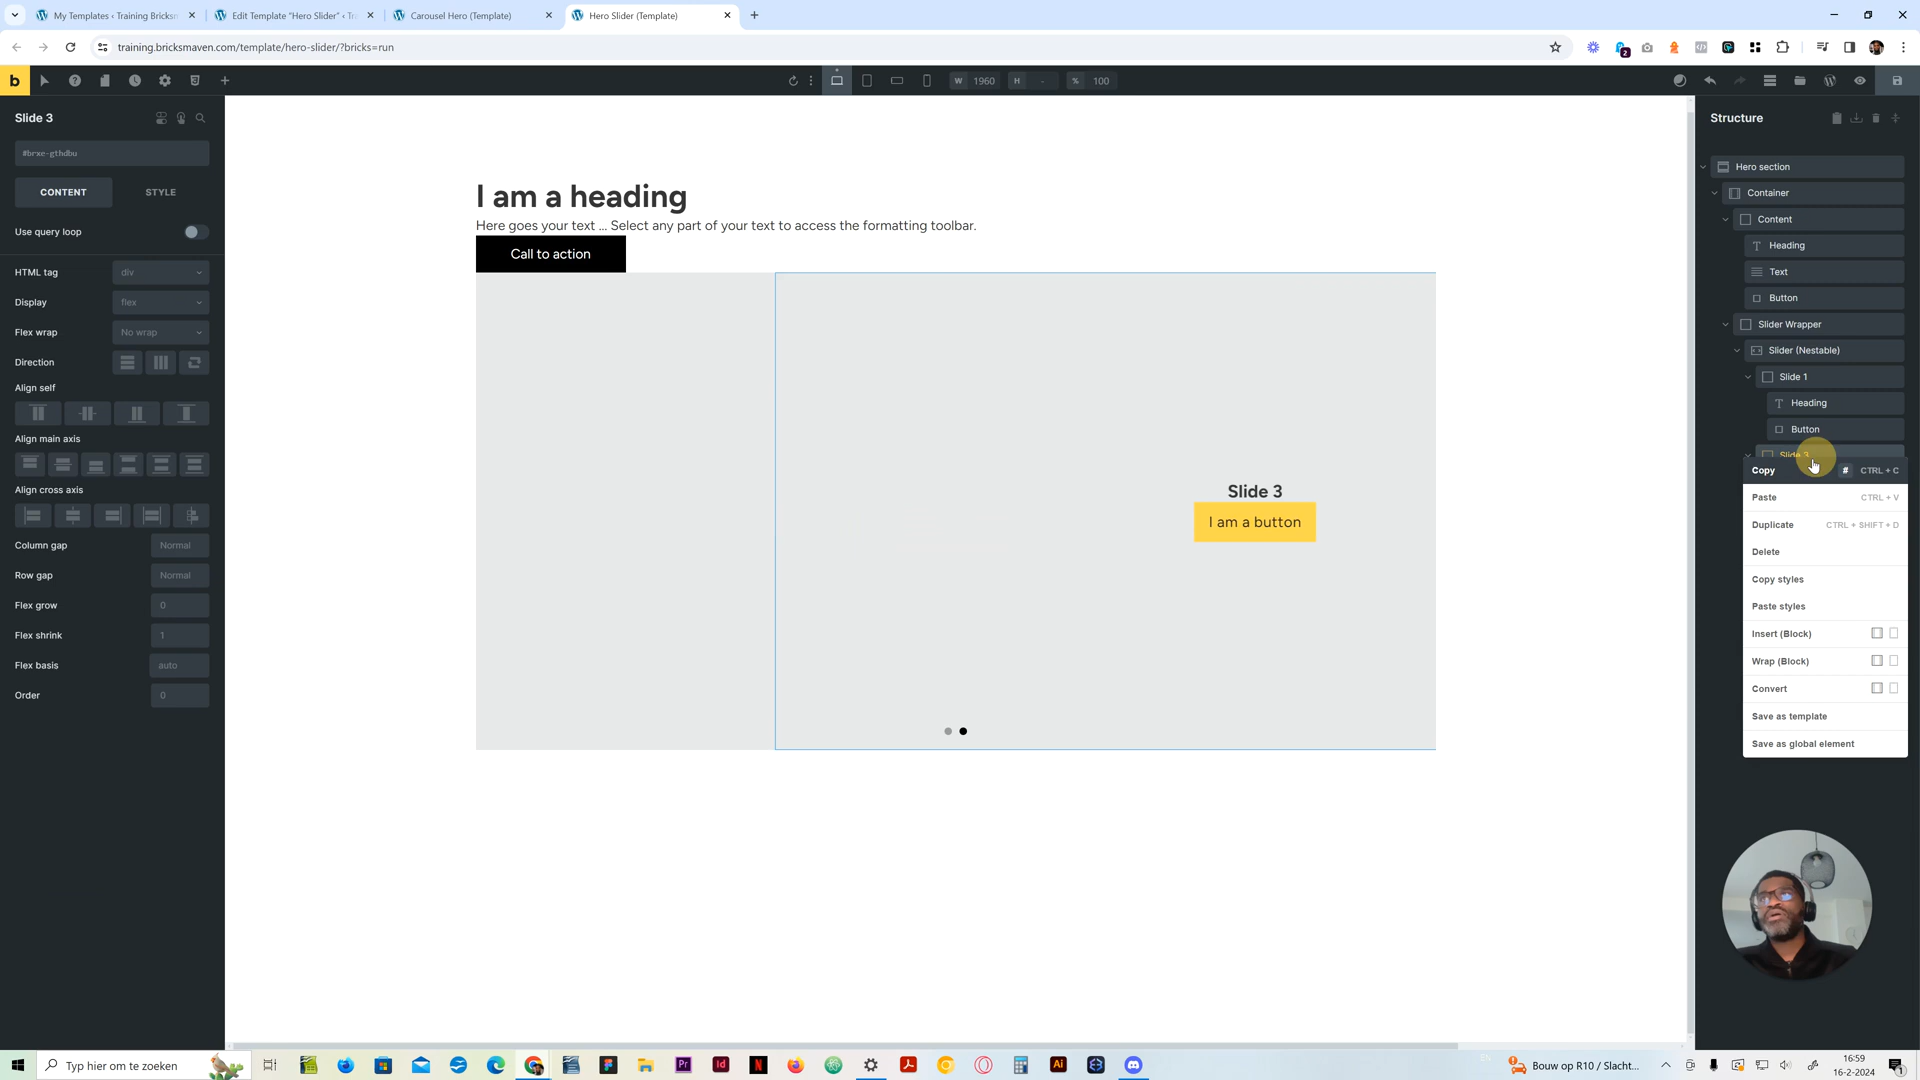 My Templates ‹ Training Bricksm
Edit Template "Hero Slider" ‹ Tr
Carousel Hero (Template)
Hero Slider (Template)
training.bricksmaven.com/template/hero-slider/?bricks=run
2
b
W 1960
H -
% 100
Slide 3
#brxe-gthdbu
CONTENT
STYLE
Use query loop
HTML tag
div
Display
flex
Flex wrap
No wrap
Direction
Align self
Align main axis
Align cross axis
Column gap
Normal
Row gap
Normal
Flex grow
0
Flex shrink
1
Flex basis
auto
Order
0
I am a heading
Here goes your text ... Select any part of your text to access the formatting toolbar.
Call to action
Slide 3
I am a button
Structure
Hero section
Container
Content
Heading
Text
Button
Slider Wrapper
Slider (Nestable)
Slide 1
Heading
Button
Slide 3
Copy
# CTRL + C
Paste
CTRL + V
Duplicate
CTRL + SHIFT + D
Delete
Copy styles
Paste styles
Insert (Block)
Wrap (Block)
Convert
Save as template
Save as global element
Typ hier om te zoeken
Bouw op R10 / Slacht...
16:59
16-2-2024
1